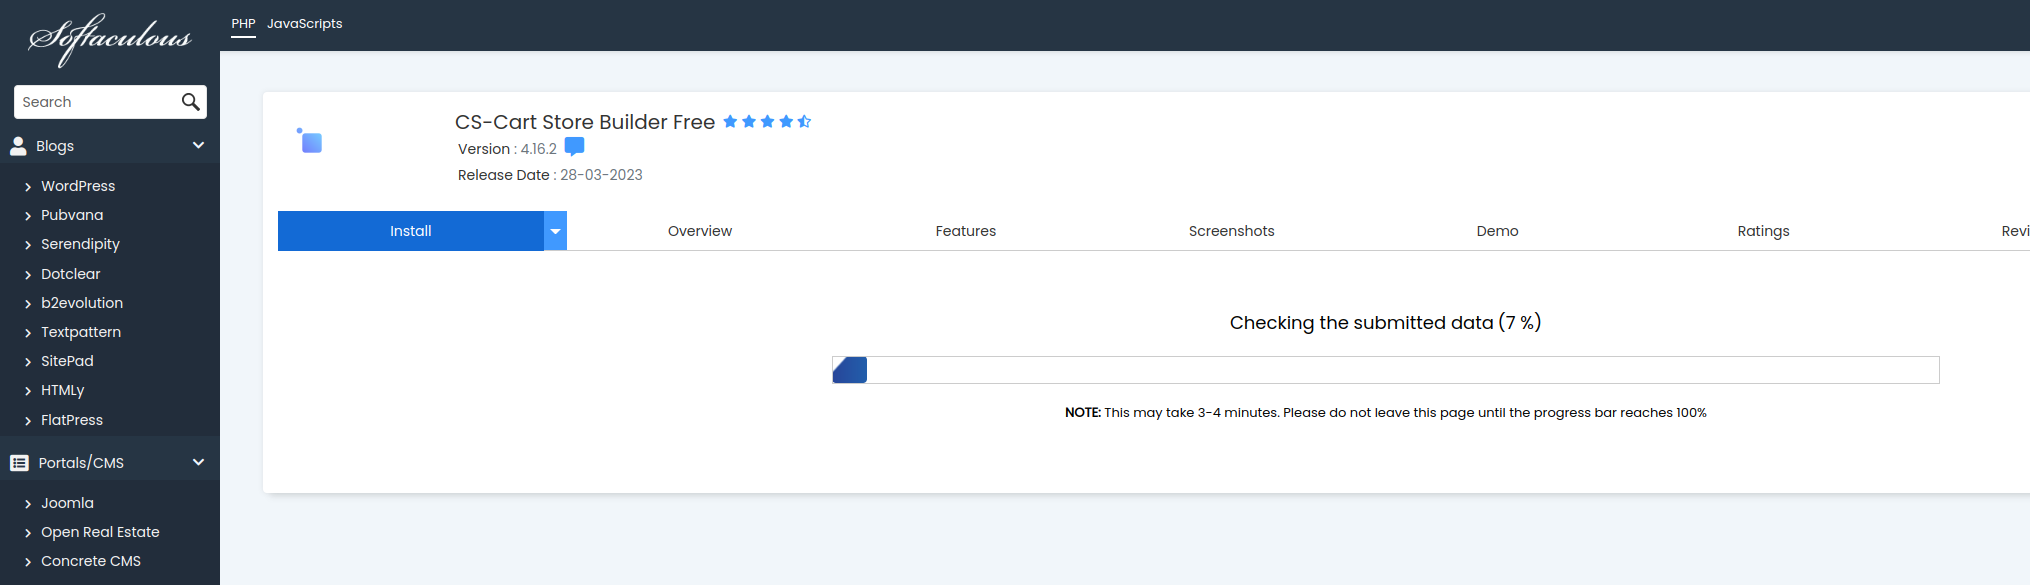 Softaculous
PHP JavaScripts
Search
Blogs
WordPress
Pubvana
Serendipity
Dotclear
b2evolution
Textpattern
SitePad
HTMLy
FlatPress
Portals/CMS
Joomla
Open Real Estate
Concrete CMS
CS-Cart Store Builder Free
Version : 4.16.2
Release Date : 28-03-2023
Install Overview Features Screenshots Demo Ratings Revi
Checking the submitted data (7 %)
NOTE: This may take 3-4 minutes. Please do not leave this page until the progress bar reaches 100%